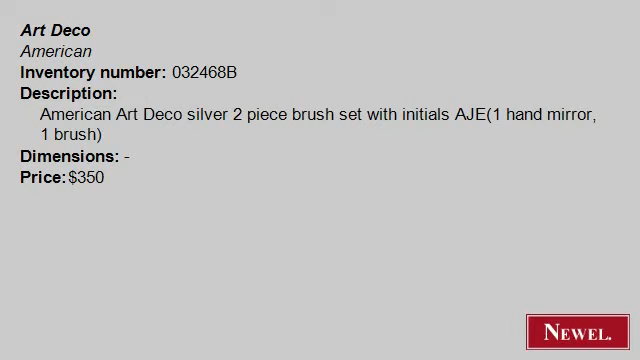 Art Deco
American
Inventory number: 032468B
Description:
American Art Deco silver 2 piece brush set with initials AJE(1 hand mirror,
1 brush)
Dimensions: -
Price:$350
NEWEL.